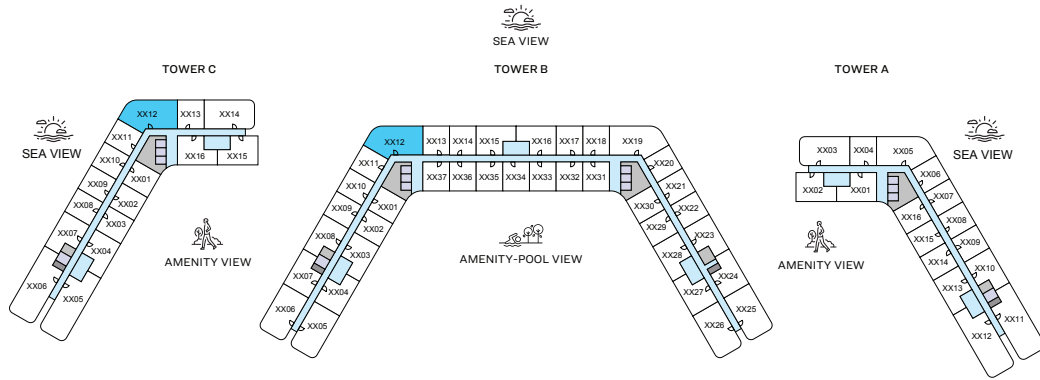 SEA VIEW
TOWER C
TOWER B
TOWER A
SEA VIEW
SEA VIEW
AMENITY VIEW
AMENITY-POOL VIEW
AMENITY VIEW
XX12
XX13
XX14
XX11
XX16
XX15
XX10
XX01
XX09
XX02
XX08
XX03
XX07
XX04
XX06
XX05
XX12
XX13
XX14
XX15
XX16
XX17
XX18
XX19
XX11
XX37
XX36
XX35
XX34
XX33
XX32
XX31
XX20
XX10
XX01
XX30
XX21
XX09
XX02
XX29
XX22
XX08
XX03
XX28
XX23
XX07
XX04
XX27
XX24
XX06
XX05
XX26
XX25
XX03
XX04
XX05
XX02
XX01
XX06
XX07
XX16
XX08
XX15
XX09
XX14
XX10
XX13
XX11
XX12